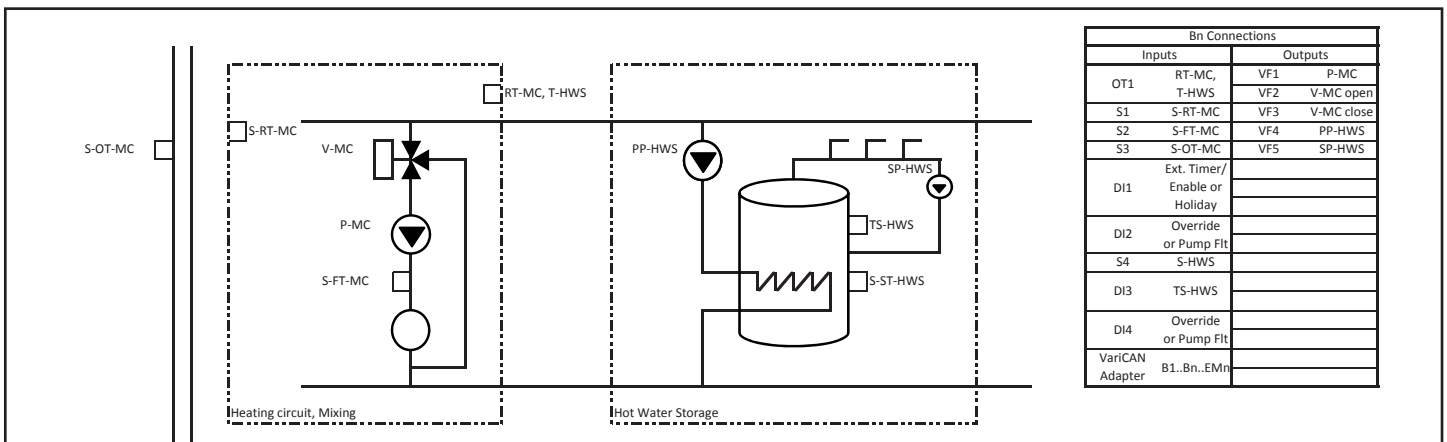 S-OT-MC
S-RT-MC
RT-MC, T-HWS
V-MC
P-MC
S-FT-MC
Heating circuit, Mixing
PP-HWS
SP-HWS
TS-HWS
S-ST-HWS
Hot Water Storage
Bn Connections
Inputs Outputs
OT1 RT-MC, T-HWS VF1 P-MC
VF2 V-MC open
S1 S-RT-MC VF3 V-MC close
S2 S-FT-MC VF4 PP-HWS
S3 S-OT-MC VF5 SP-HWS
DI1 Ext. Timer/
Enable or
Holiday
DI2 Override
or Pump Flt
S4 S-HWS
DI3 TS-HWS
DI4 Override
or Pump Flt
VariCAN
Adapter B1..Bn..EMn